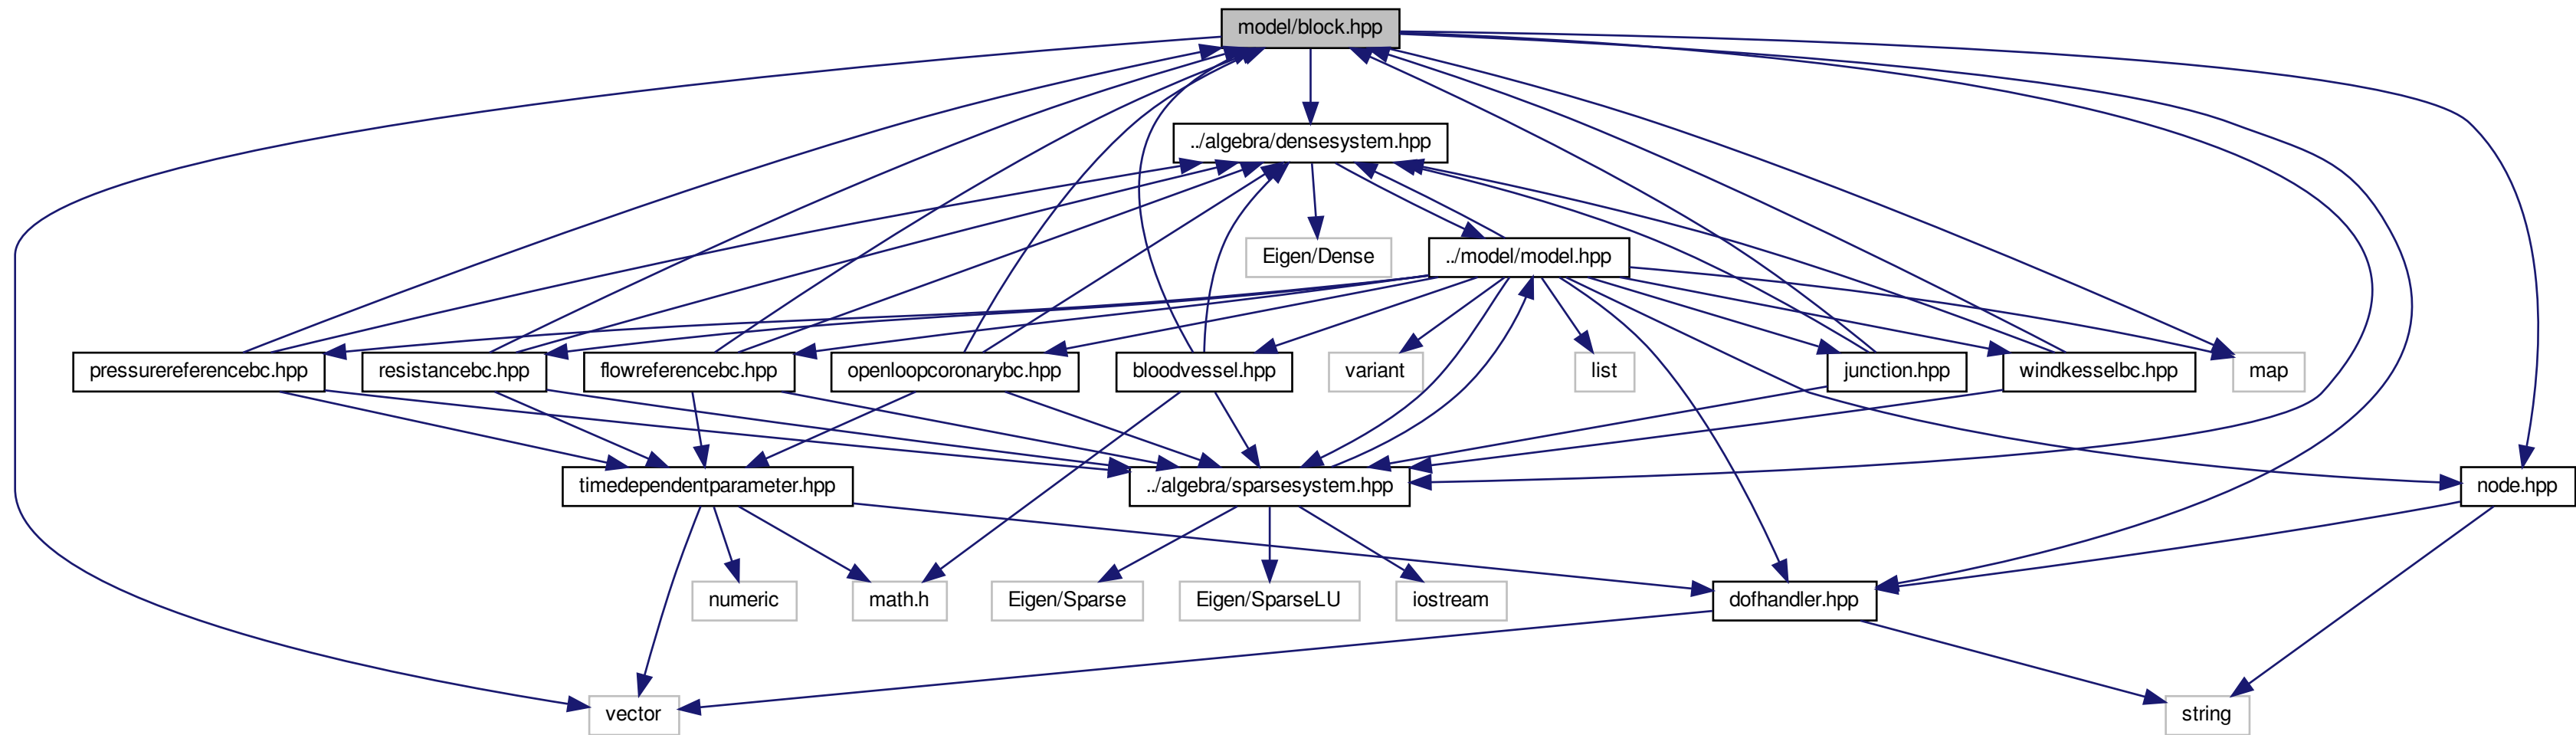 model/block.hpp
../algebra/densesystem.hpp
Eigen/Dense
../model/model.hpp
pressurereferencebc.hpp
resistancebc.hpp
flowreferencebc.hpp
openloopcoronarybc.hpp
bloodvessel.hpp
variant
list
junction.hpp
windkesselbc.hpp
map
timedependentparameter.hpp
../algebra/sparsesystem.hpp
node.hpp
numeric
math.h
Eigen/Sparse
Eigen/SparseLU
iostream
dofhandler.hpp
vector
string